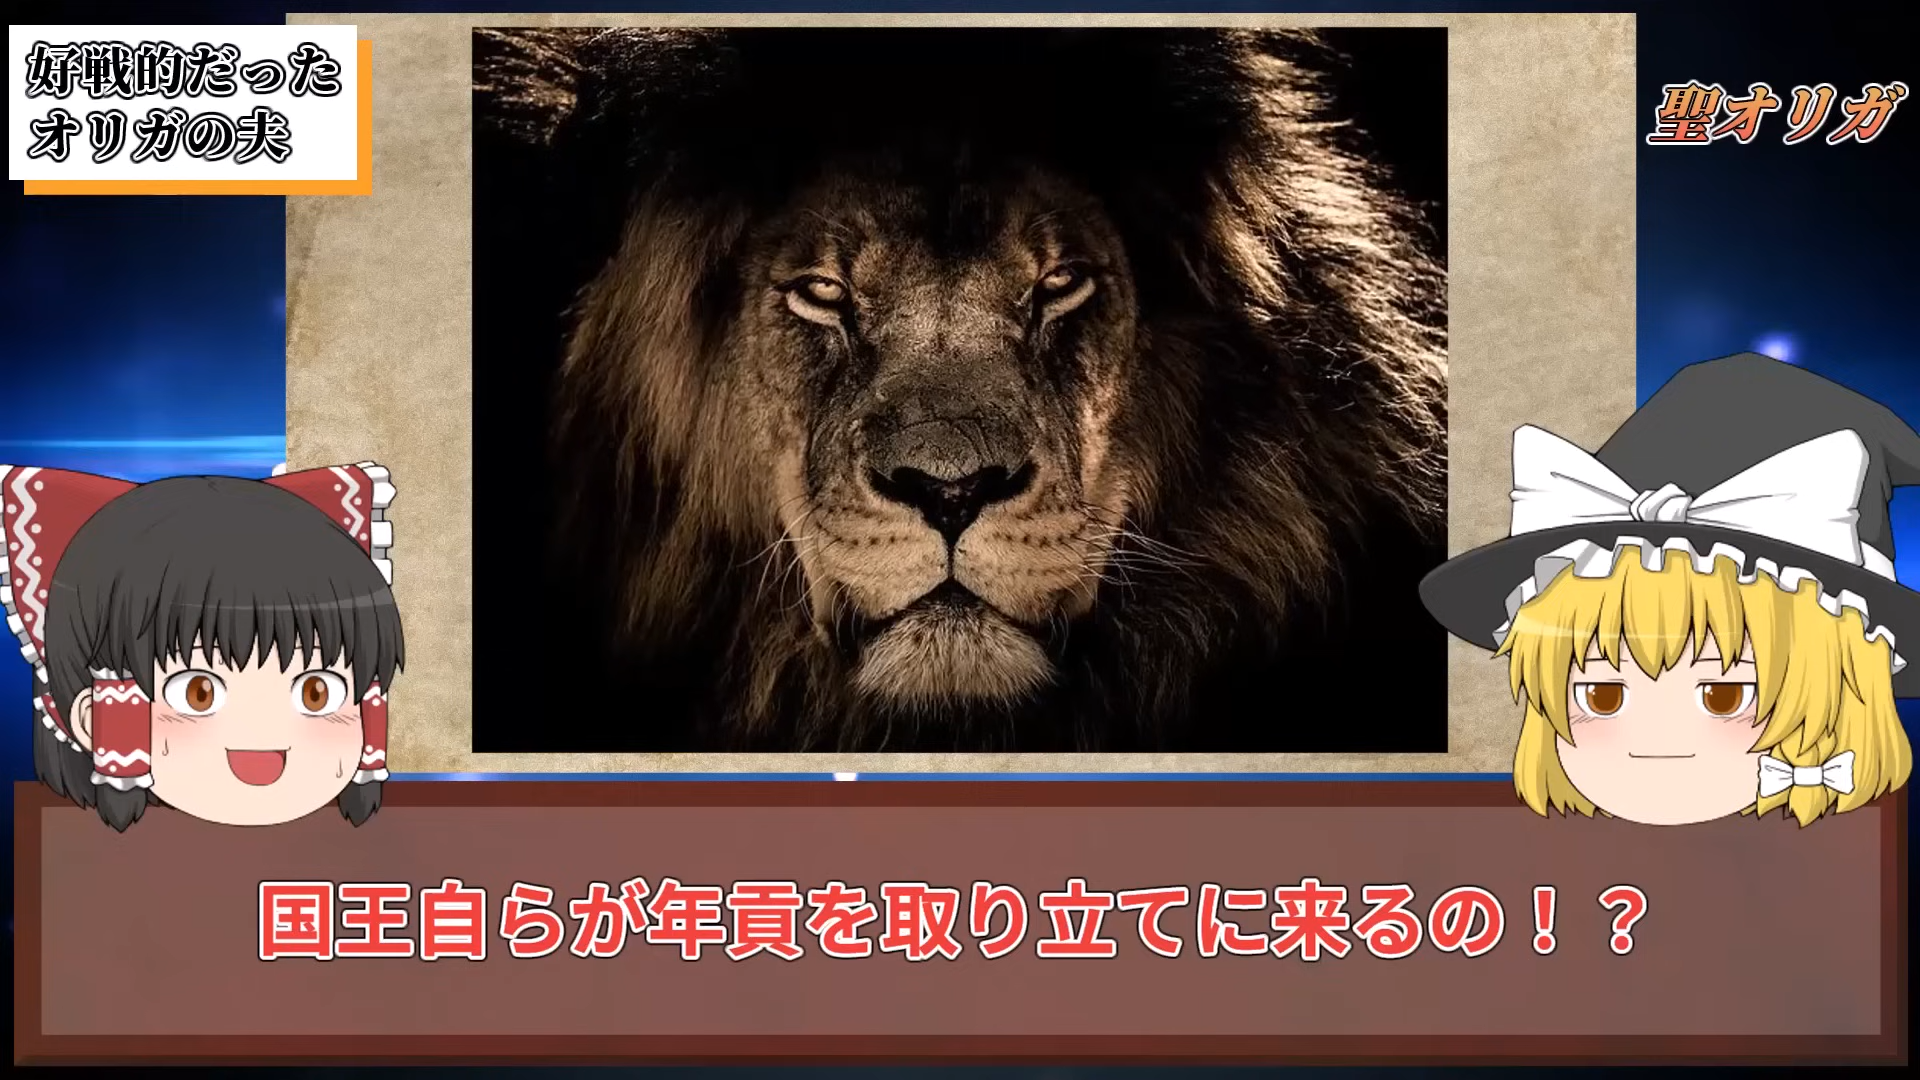 好戦的だった
オリガの夫
聖オリガ
国王自らが年貢を取り立てに来るの！？